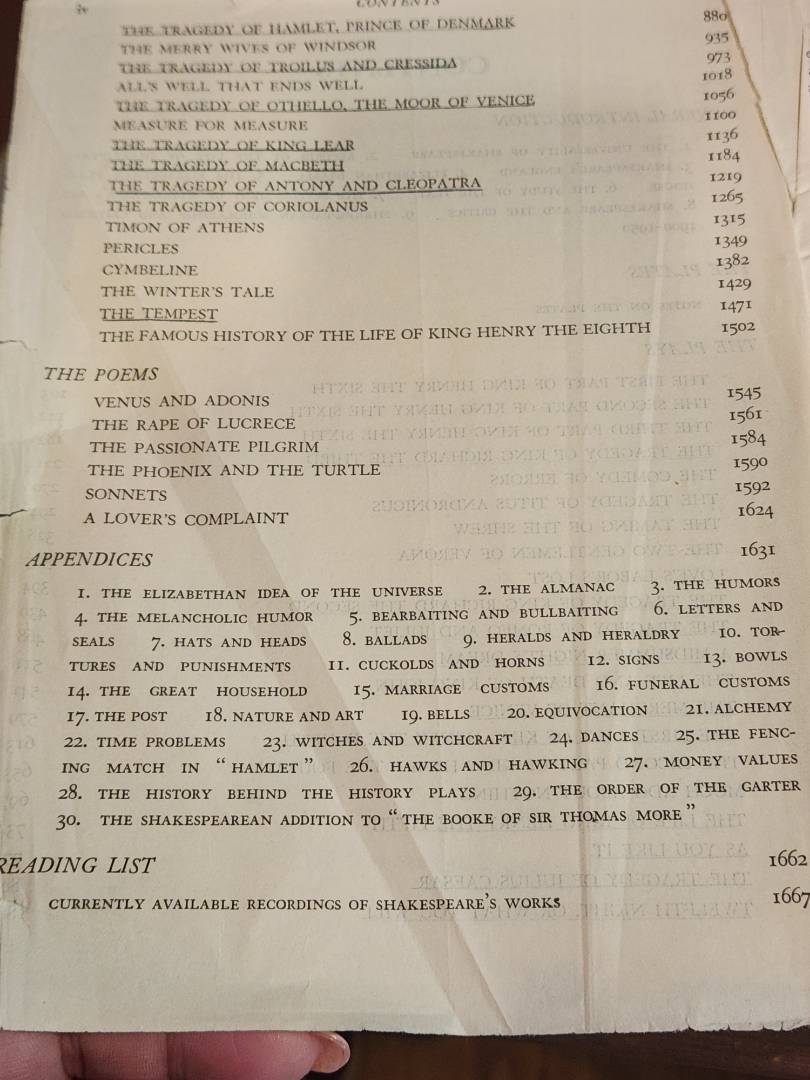 iv CONTENTS
THE TRAGEDY OF HAMLET, PRINCE OF DENMARK 880
THE MERRY WIVES OF WINDSOR 935
THE TRAGEDY OF TROILUS AND CRESSIDA 973
ALL'S WELL THAT ENDS WELL 1018
THE TRAGEDY OF OTHELLO, THE MOOR OF VENICE 1056
MEASURE FOR MEASURE 1100
THE TRAGEDY OF KING LEAR 1136
THE TRAGEDY OF MACBETH 1184
THE TRAGEDY OF ANTONY AND CLEOPATRA 1219
THE TRAGEDY OF CORIOLANUS 1265
TIMON OF ATHENS 1315
PERICLES 1349
CYMBELINE 1382
THE WINTER'S TALE 1429
THE TEMPEST 1471
THE FAMOUS HISTORY OF THE LIFE OF KING HENRY THE EIGHTH 1502
THE POEMS
VENUS AND ADONIS 1545
THE RAPE OF LUCRECE 1561
THE PASSIONATE PILGRIM 1584
THE PHOENIX AND THE TURTLE 1590
SONNETS 1592
A LOVER'S COMPLAINT 1624
APPENDICES 1631
1. THE ELIZABETHAN IDEA OF THE UNIVERSE 2. THE ALMANAC 3. THE HUMORS
4. THE MELANCHOLIC HUMOR 5. BEARBAITING AND BULLBAITING 6. LETTERS AND
SEALS 7. HATS AND HEADS 8. BALLADS 9. HERALDS AND HERALDRY 10. TOR-
TURES AND PUNISHMENTS 11. CUCKOLDS AND HORNS 12. SIGNS 13. BOWLS
14. THE GREAT HOUSEHOLD 15. MARRIAGE CUSTOMS 16. FUNERAL CUSTOMS
17. THE POST 18. NATURE AND ART 19. BELLS 20. EQUIVOCATION 21. ALCHEMY
22. TIME PROBLEMS 23. WITCHES AND WITCHCRAFT 24. DANCES 25. THE FENC-
ING MATCH IN "HAMLET" 26. HAWKS AND HAWKING 27. MONEY VALUES
28. THE HISTORY BEHIND THE HISTORY PLAYS 29. THE ORDER OF THE GARTER
30. THE SHAKESPEAREAN ADDITION TO "THE BOOKE OF SIR THOMAS MORE"
READING LIST 1662
CURRENTLY AVAILABLE RECORDINGS OF SHAKESPEARE'S WORKS 1667